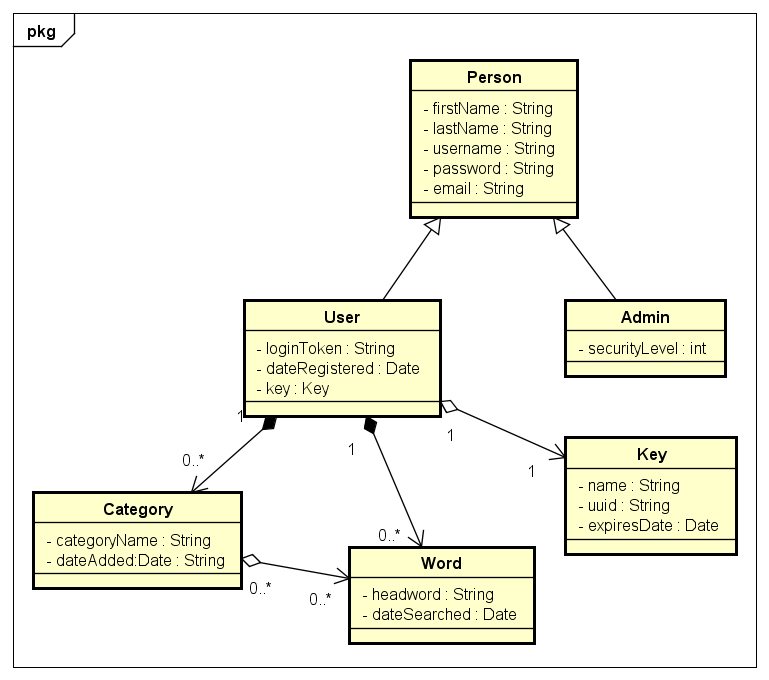 pkg
Person
- firstName : String
- lastName : String
- username : String
- password : String
- email : String
User
- loginToken : String
- dateRegistered : Date
- key : Key
Admin
- securityLevel : int
1
1
1
0..*
1
0..*
Key
- name : String
- uuid : String
- expiresDate : Date
Category
- categoryName : String
- dateAdded:Date : String
0..*
0..*
Word
- headword : String
- dateSearched : Date